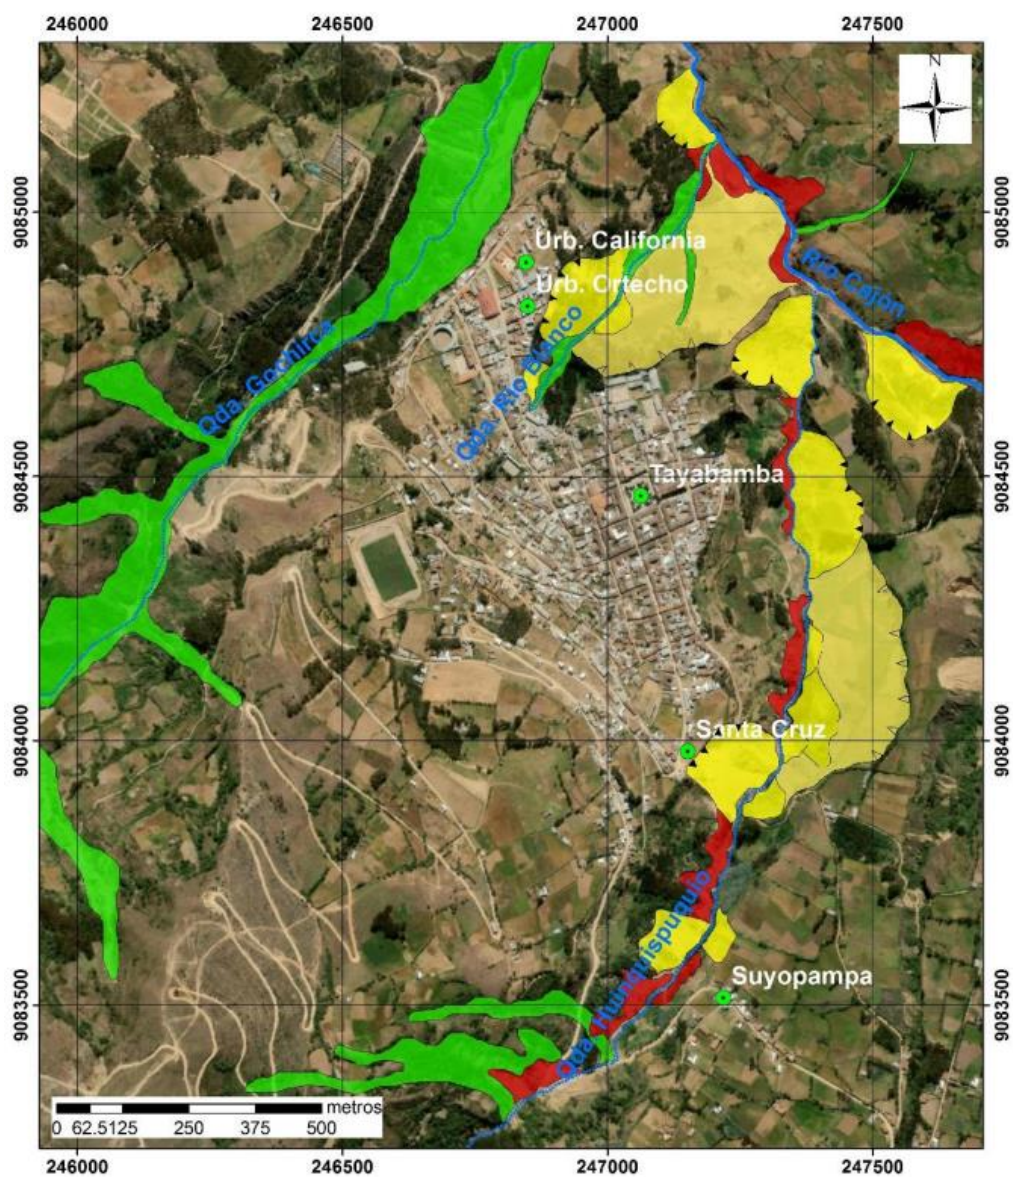 246000 246500 247000 247500
N
9085000
9085000
Urb. California
Urb. Ortecho
Río Cajón
Qda. Gochirca
Qda. Río Blanco
9084500
Tayabamba
9084500
9084000
Santa Cruz
9084000
Qda. Huinquispuquio
Suyopampa
9083500
9083500
metros
0 62.5125 250 375 500
246000 246500 247000 247500